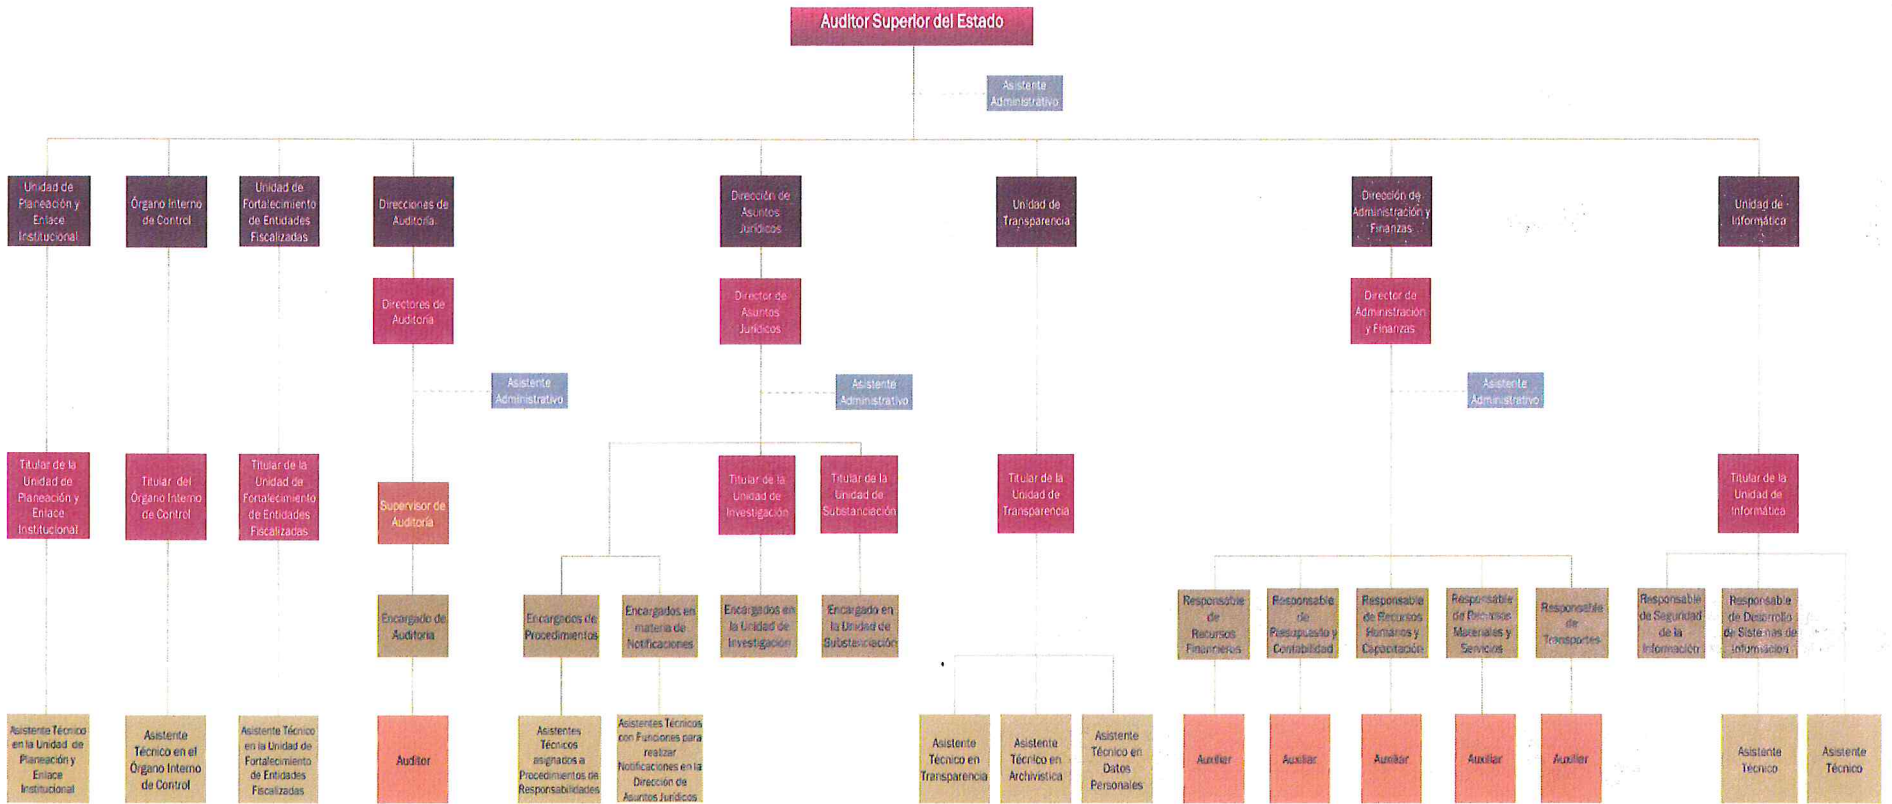 Auditor Superior del Estado
Asistente
Administrativo
Unidad de
Planeación y
Enlace
Institucional
Órgano Interno
de Control
Unidad de
Fortalecimiento
de Entidades
Fiscalizadas
Direcciones de
Auditoría
Dirección de
Asuntos
Jurídicos
Unidad de
Transparencia
Dirección de
Administración y
Finanzas
Unidad de
Informática
Directores de
Auditoría
Director de
Asuntos
Jurídicos
Director de
Administración
y Finanzas
Asistente
Administrativo
Asistente
Administrativo
Asistente
Administrativo
Titular de la
Unidad de
Planeación y
Enlace
Institucional
Titular del
Órgano Interno
de Control
Titular de la
Unidad de
Fortalecimiento
de Entidades
Fiscalizadas
Supervisor de
Auditoría
Titular de la
Unidad de
Investigación
Titular de la
Unidad de
Substanciación
Titular de la
Unidad de
Transparencia
Titular de la
Unidad de
Informática
Encargado de
Auditoría
Encargados de
Procedimientos
Encargados en
materia de
Notificaciones
Encargados en
la Unidad de
Investigación
Encargado en
la Unidad de
Substanciación
Responsable
de
Recursos
Financieros
Responsable
de
Presupuesto y
Contabilidad
Responsable
de Recursos
Humanos y
Capacitación
Responsable
de Recursos
Materiales y
Servicios
Responsable
de
Transportes
Responsable
de Seguridad
de la
Información
Responsable
de Desarrollo
de Sistemas de
Información
Asistente Técnico
en la Unidad de
Planeación y
Enlace
Institucional
Asistente
Técnico en el
Órgano Interno
de Control
Asistente Técnico
en la Unidad de
Fortalecimiento
de Entidades
Fiscalizadas
Auditor
Asistentes
Técnicos
asignados a
Procedimientos de
Responsabilidades
Asistentes Técnicos
con Funciones para
realizar
Notificaciones en la
Dirección de
Asuntos Jurídicos
Asistente
Técnico en
Transparencia
Asistente
Técnico en
Archivística
Asistente
Técnico en
Datos
Personales
Auxiliar
Auxiliar
Auxiliar
Auxiliar
Auxiliar
Asistente
Técnico
Asistente
Técnico